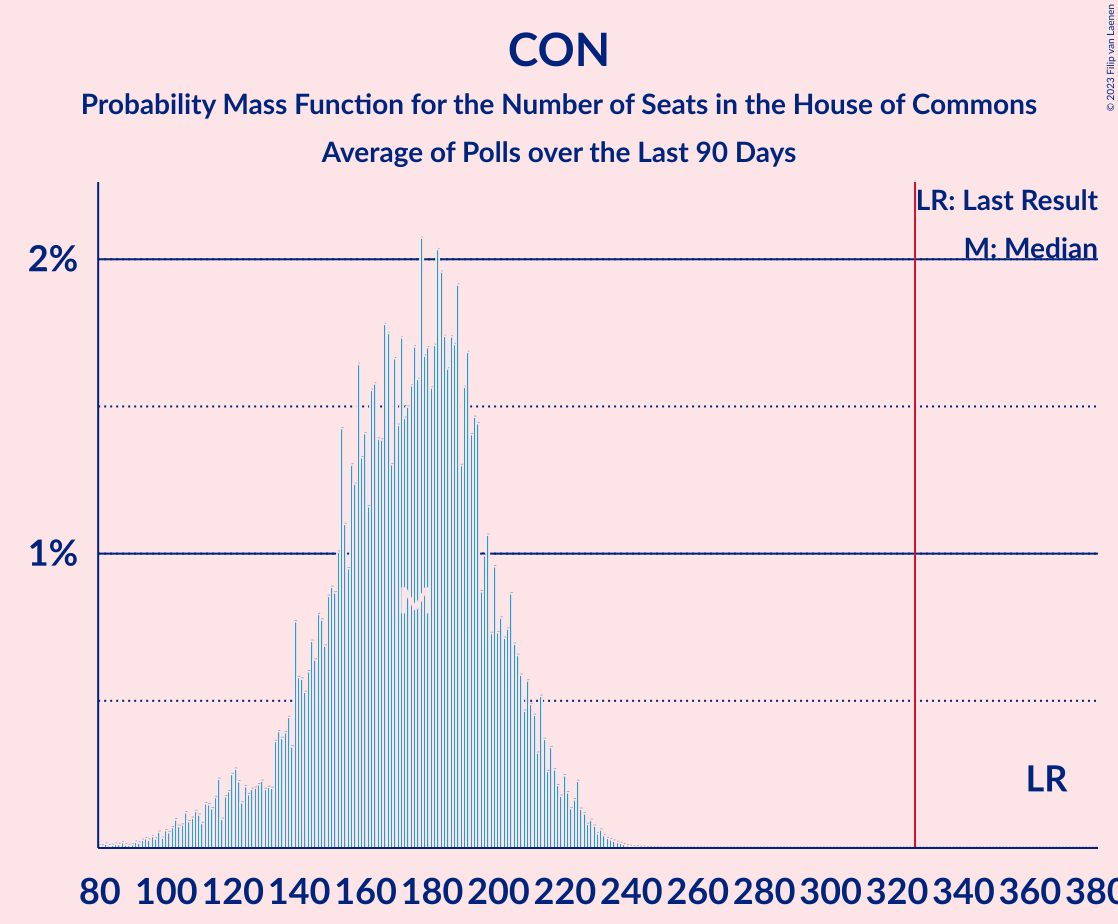 CON
Probability Mass Function for the Number of Seats in the House of Commons
Average of Polls over the Last 90 Days
© 2023 Filip van Laenen
LR: Last Result
M: Median
2%
1%
M
LR
80 100 120 140 160 180 200 220 240 260 280 300 320 340 360 380